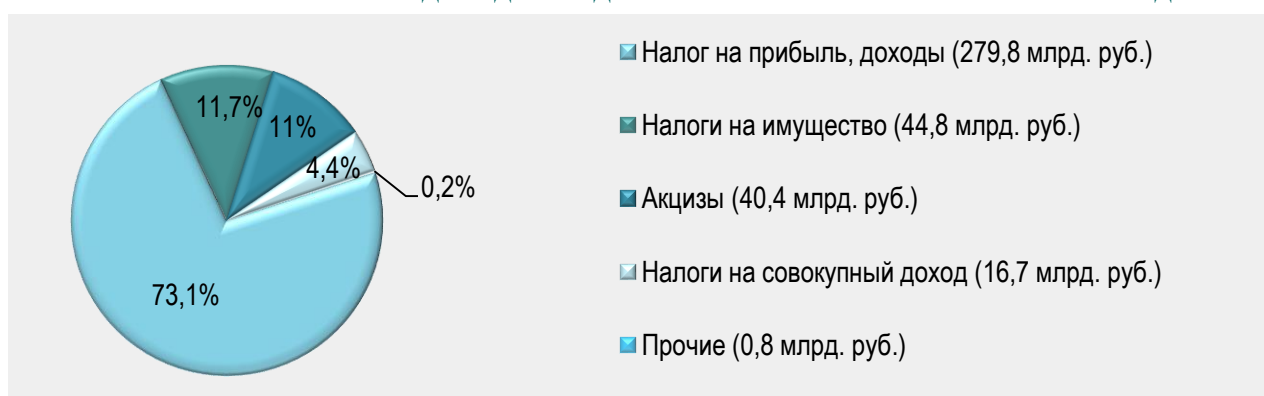 11,7%
11%
4,4%
0,2%
73,1%
Налог на прибыль, доходы (279,8 млрд. руб.)
Налоги на имущество (44,8 млрд. руб.)
Акцизы (40,4 млрд. руб.)
Налоги на совокупный доход (16,7 млрд. руб.)
Прочие (0,8 млрд. руб.)